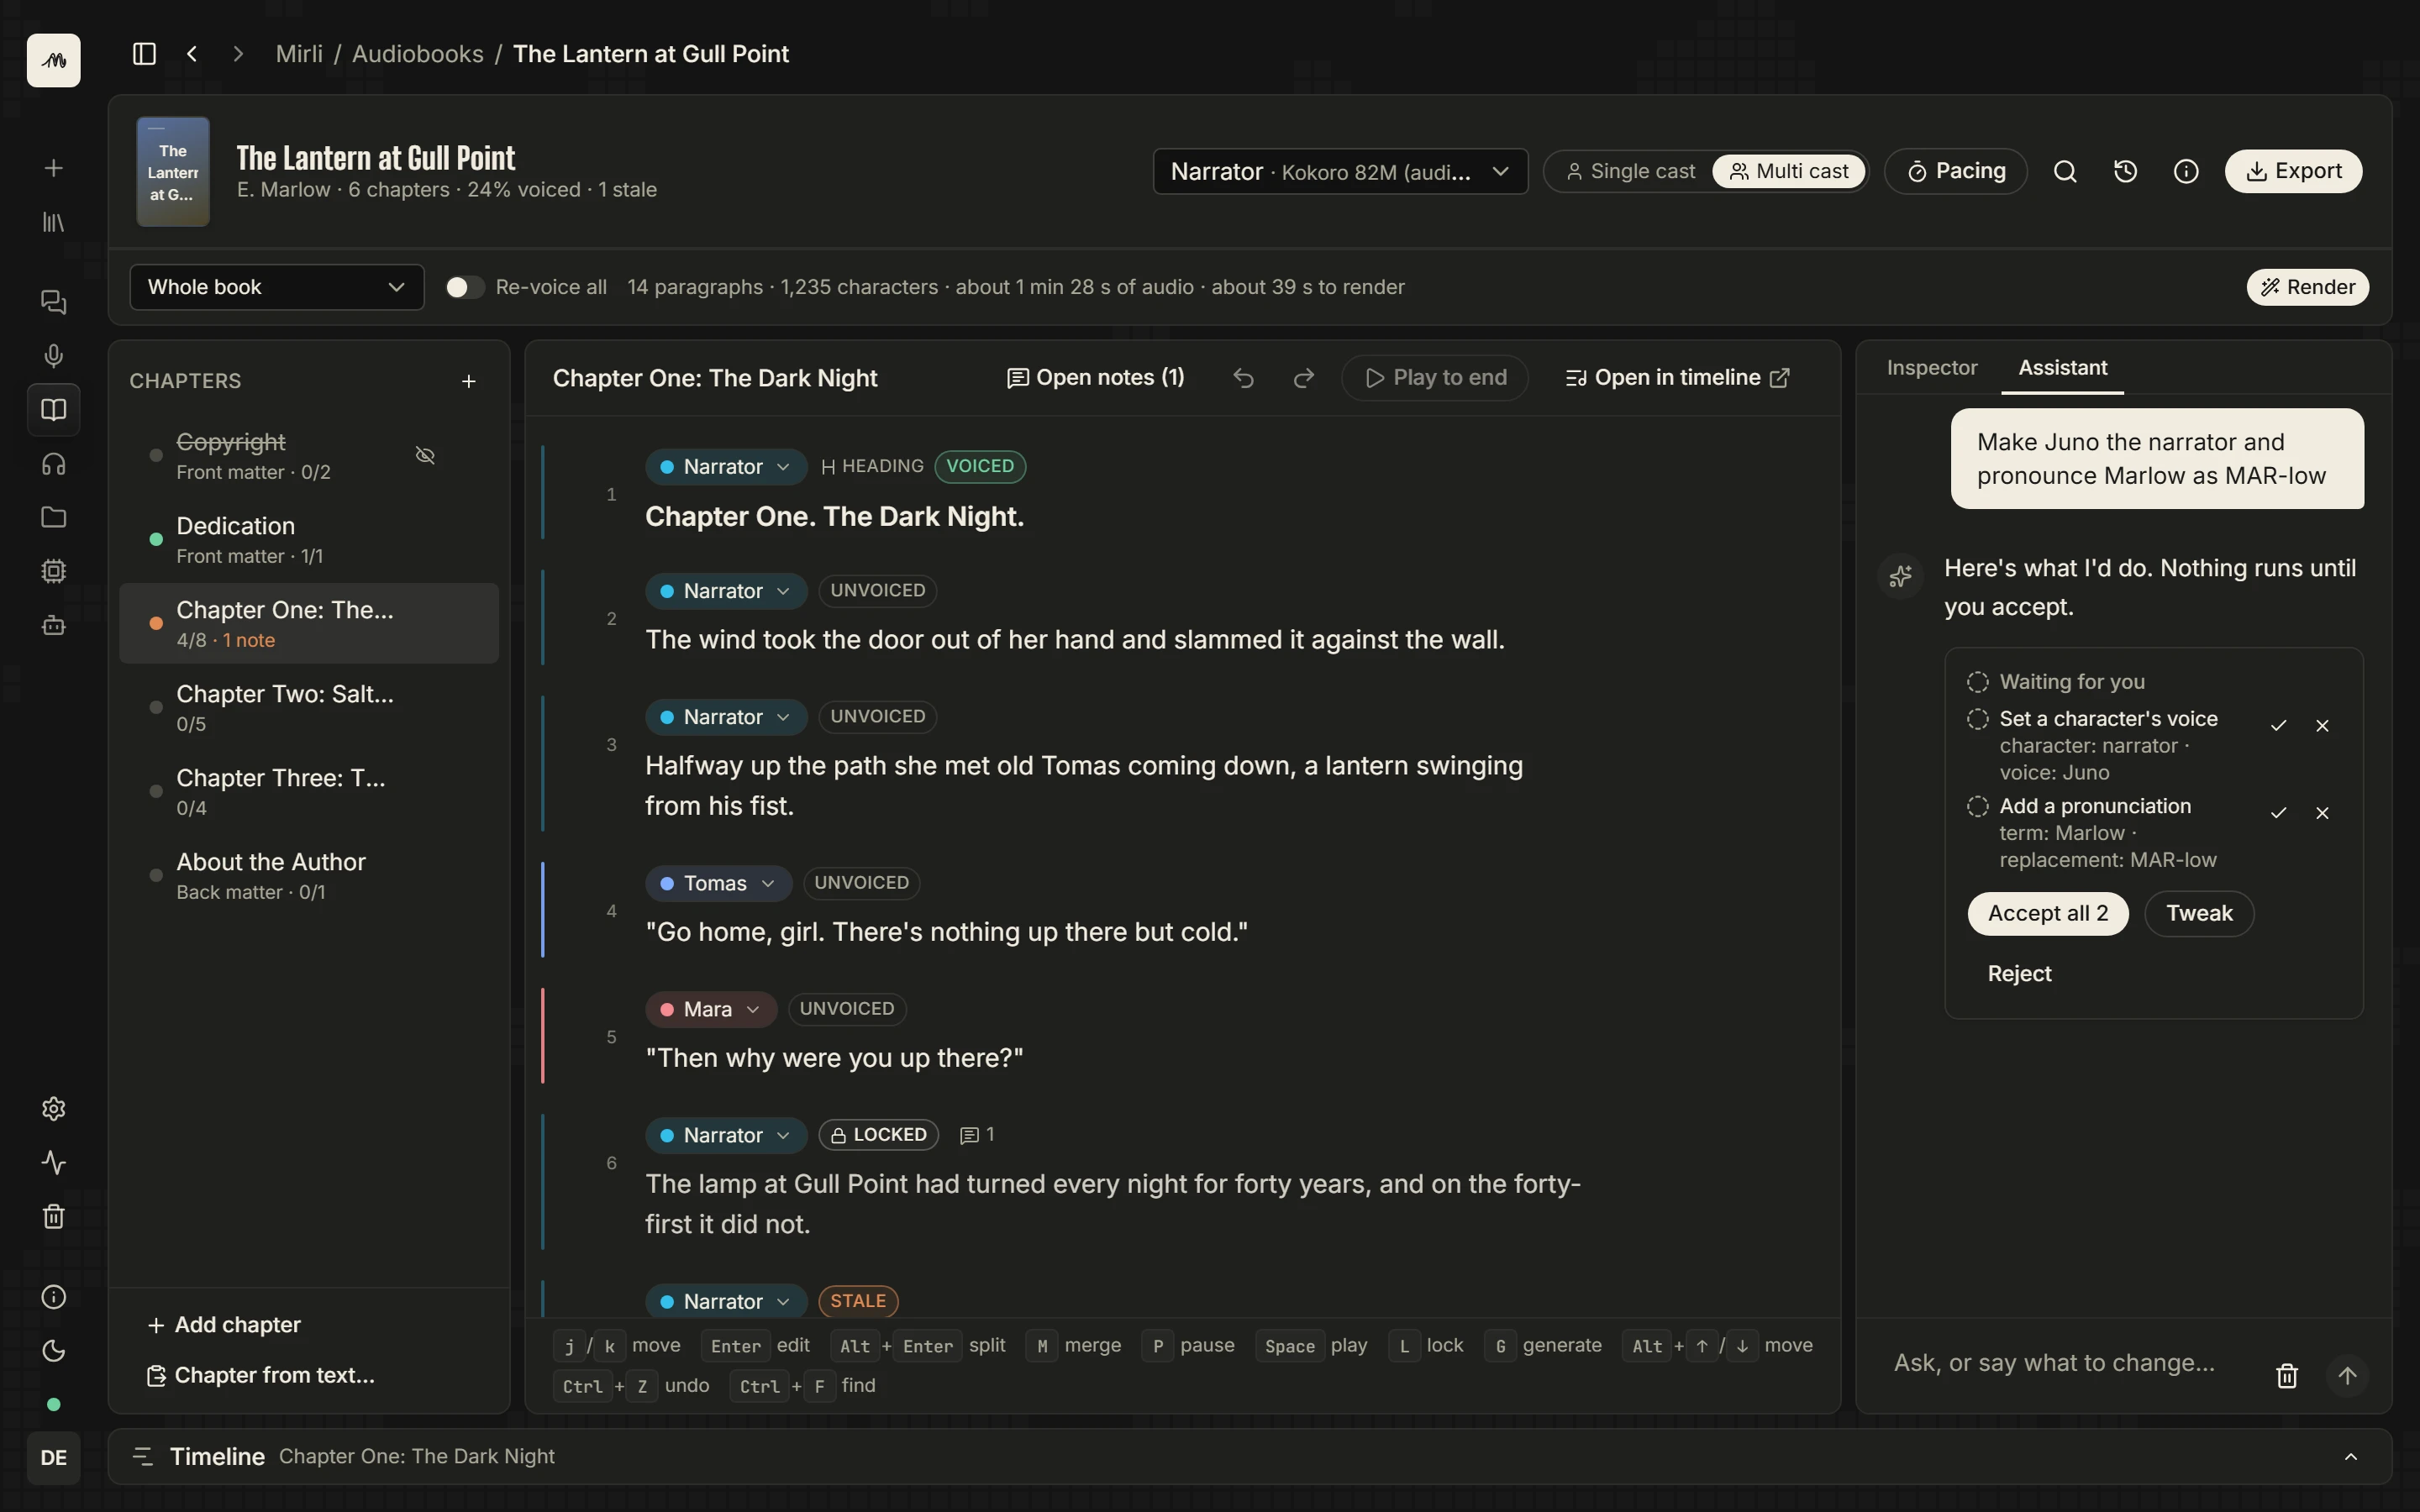 Mirli / Audiobooks / The Lantern at Gull Point
The
Lantern
at G...
The Lantern at Gull Point
E. Marlow · 6 chapters · 24% voiced · 1 stale
Narrator · Kokoro 82M (audi...
Single cast
Multi cast
Pacing
Export
Whole book
Re-voice all
14 paragraphs · 1,235 characters · about 1 min 28 s of audio · about 39 s to render
Render
CHAPTERS
Copyright
Front matter · 0/2
Dedication
Front matter · 1/1
Chapter One: The...
4/8 · 1 note
Chapter Two: Salt...
0/5
Chapter Three: T...
0/4
About the Author
Back matter · 0/1
Add chapter
Chapter from text...
Chapter One: The Dark Night
Open notes (1)
Play to end
Open in timeline
1
Narrator
HEADING
VOICED
Chapter One. The Dark Night.
2
Narrator
UNVOICED
The wind took the door out of her hand and slammed it against the wall.
3
Narrator
UNVOICED
Halfway up the path she met old Tomas coming down, a lantern swinging
from his fist.
4
Tomas
UNVOICED
"Go home, girl. There's nothing up there but cold."
5
Mara
UNVOICED
"Then why were you up there?"
6
Narrator
LOCKED
1
The lamp at Gull Point had turned every night for forty years, and on the forty-
first it did not.
Narrator
STALE
j / k move Enter edit Alt + Enter split M merge P pause Space play L lock G generate Alt + ↑ / ↓ move
Ctrl + Z undo Ctrl + F find
Inspector
Assistant
Make Juno the narrator and
pronounce Marlow as MAR-low
Here's what I'd do. Nothing runs until
you accept.
Waiting for you
Set a character's voice
character: narrator ·
voice: Juno
Add a pronunciation
term: Marlow ·
replacement: MAR-low
Accept all 2
Tweak
Reject
Ask, or say what to change...
DE
Timeline Chapter One: The Dark Night